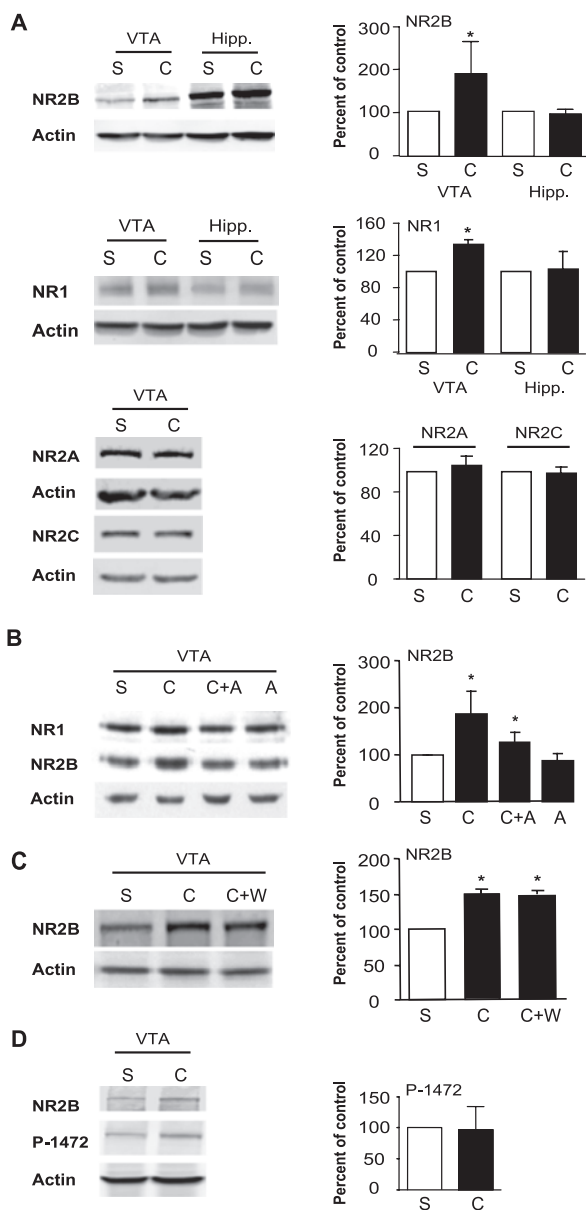 A
VTA Hipp.
S C S C
NR2B
Actin
NR2B
Percent of control
300
200
100
0
*
S C S C
VTA Hipp.
VTA Hipp.
S C S C
NR1
Actin
NR1
Percent of control
160
120
80
40
0
*
S C S C
VTA Hipp.
VTA
S C
NR2A
Actin
NR2C
Actin
NR2A NR2C
Percent of control
120
80
40
0
S C S C
B
VTA
S C C+A A
NR1
NR2B
Actin
NR2B
Percent of control
300
200
100
0
* *
S C C+A A
C
VTA
S C C+W
NR2B
Actin
NR2B
Percent of control
200
150
100
50
0
* *
S C C+W
D
VTA
S C
NR2B
P-1472
Actin
P-1472
Percent of control
150
100
50
0
S C